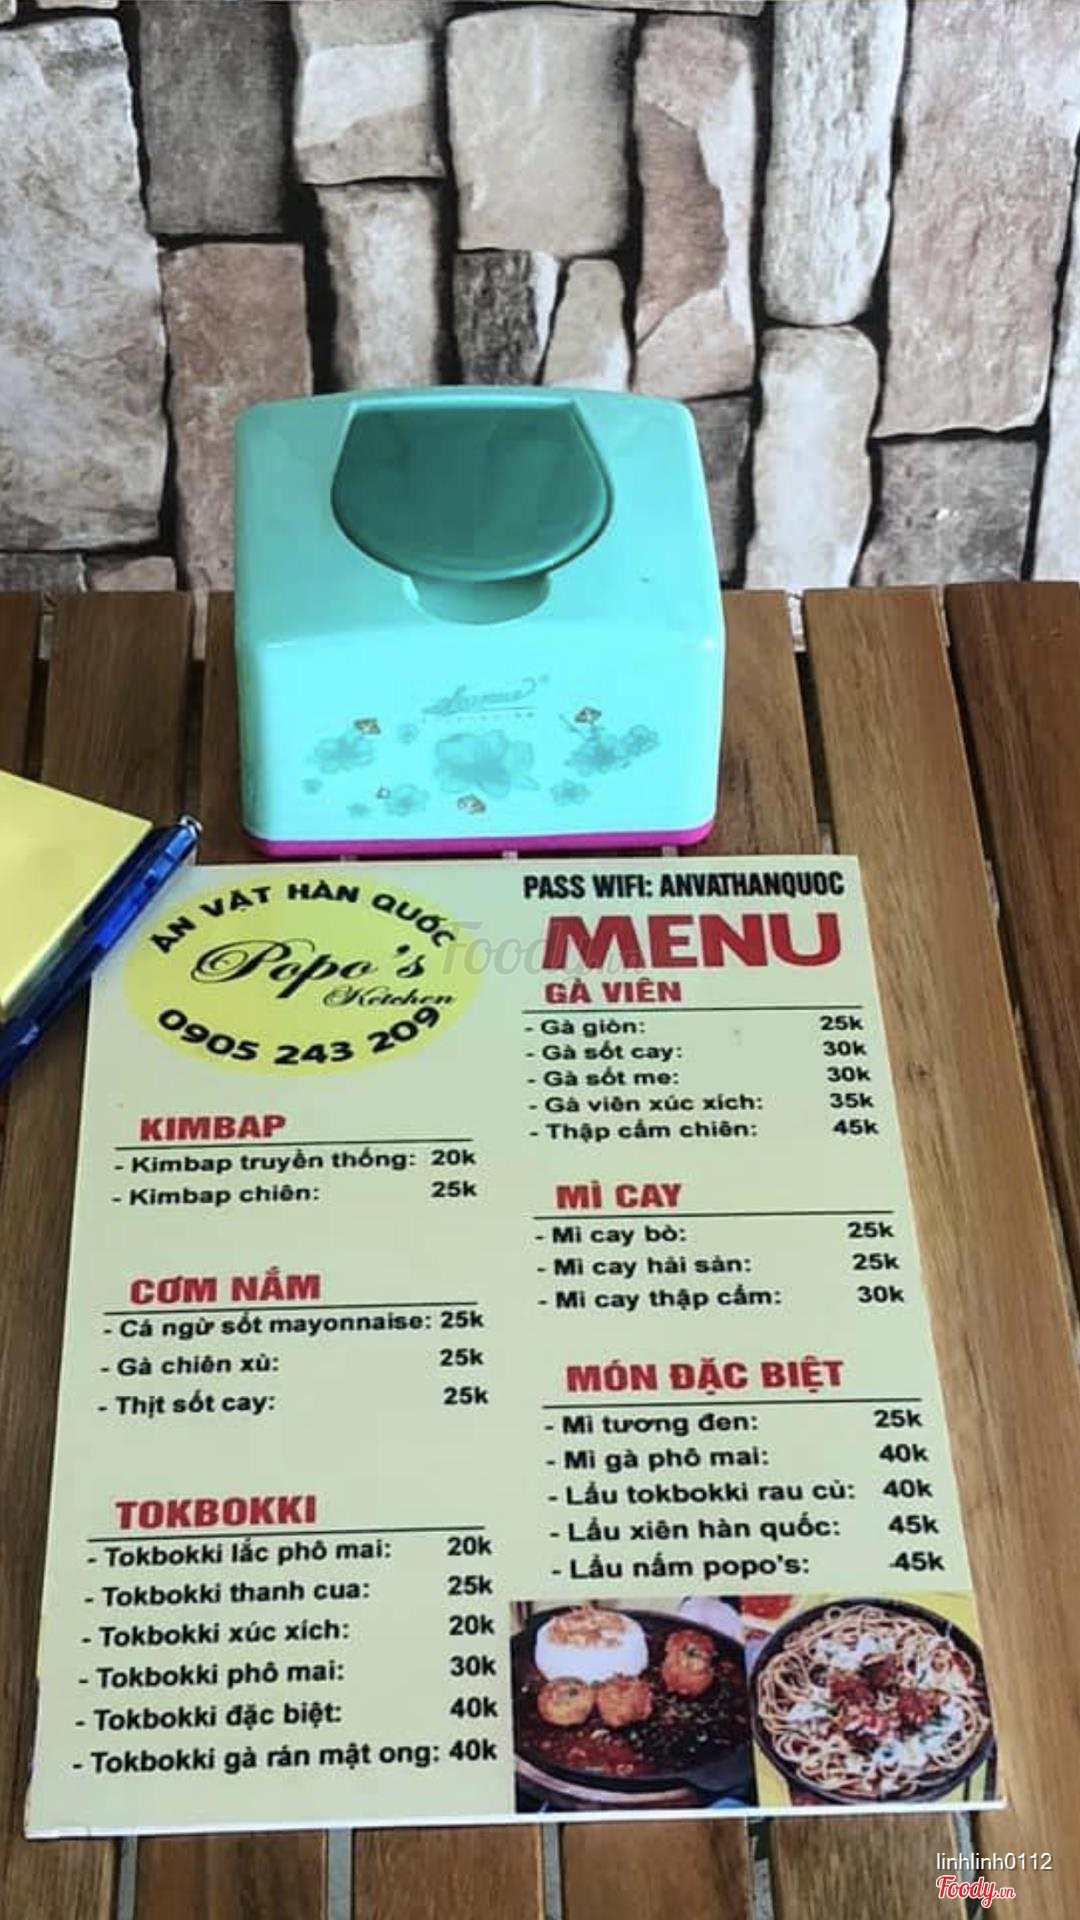 ĂN VẶT HÀN QUỐC
Popo's
Ketchen
0905 243 209
PASS WIFI: ANVATHANQUOC
MENU
KIMBAP
- Kimbap truyền thống: 20k
- Kimbap chiên: 25k
CƠM NẮM
- Cá ngừ sốt mayonnaise: 25k
- Gà chiên xù: 25k
- Thịt sốt cay: 25k
TOKBOKKI
- Tokbokki lắc phô mai: 20k
- Tokbokki thanh cua: 25k
- Tokbokki xúc xích: 20k
- Tokbokki phô mai: 30k
- Tokbokki đặc biệt: 40k
- Tokbokki gà rán mật ong: 40k
GÀ VIÊN
- Gà giòn: 25k
- Gà sốt cay: 30k
- Gà sốt me: 30k
- Gà viên xúc xích: 35k
- Thập cẩm chiên: 45k
MÌ CAY
- Mì cay bò: 25k
- Mì cay hải sản: 25k
- Mì cay thập cẩm: 30k
MÓN ĐẶC BIỆT
- Mì tương đen: 25k
- Mì gà phô mai: 40k
- Lẩu tokbokki rau củ: 40k
- Lẩu xiên hàn quốc: 45k
- Lẩu nấm popo's: 45k
Foody.vn
linhlinh0112
Foody.vn